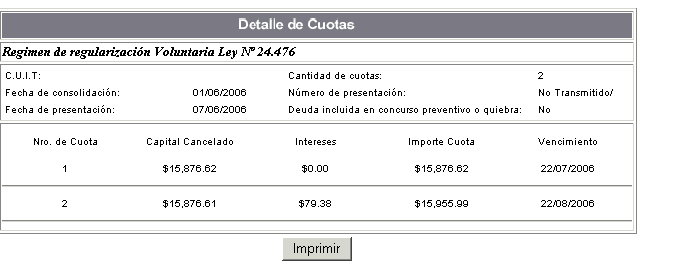 Detalle de Cuotas
Regimen de regularización Voluntaria Ley Nº 24.476
C.U.I.T: Cantidad de cuotas: 2
Fecha de consolidación: 01/06/2006 Número de presentación: No Transmitido/
Fecha de presentación: 07/06/2006 Deuda incluida en concurso preventivo o quiebra: No
Nro. de Cuota Capital Cancelado Intereses Importe Cuota Vencimiento
1 $15,876.62 $0.00 $15,876.62 22/07/2006
2 $15,876.61 $79.38 $15,955.99 22/08/2006
Imprimir